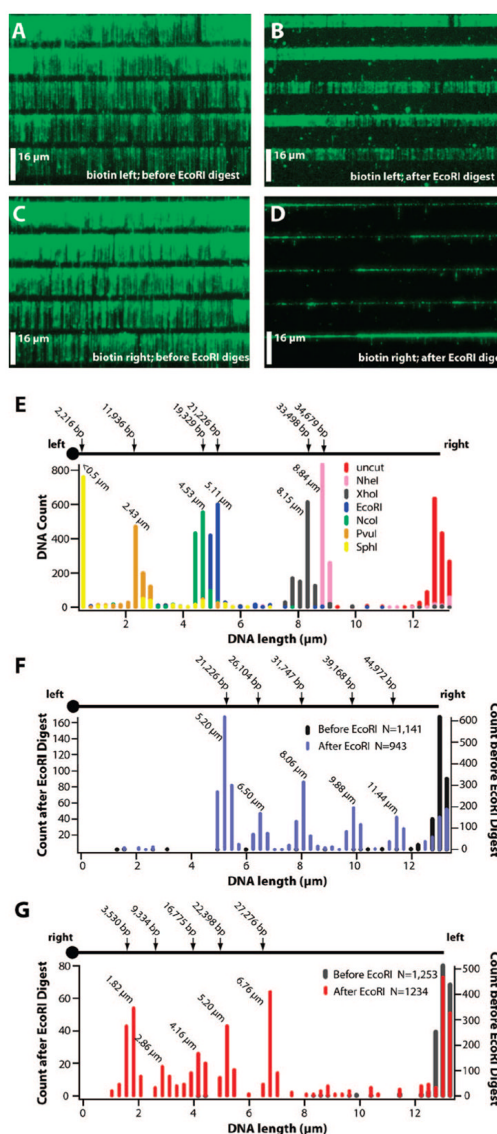 A
16 μm
biotin left; before EcoRI digest
B
16 μm
biotin left; after EcoRI digest
C
16 μm
biotin right; before EcoRI diges
D
16 μm
biotin right; after EcoRI dige
E
2,216 bp
11,936 bp
19,329 bp
21,226 bp
33,498 bp
34,679 bp
left
right
800
600
400
200
0
DNA Count
<0.5 μm
2.43 μm
4.53 μm
5.11 μm
8.15 μm
8.84 μm
uncut
NheI
XhoI
EcoRI
NcoI
PvuI
SphI
2 4 6 8 10 12
DNA length (μm)
F
21,226 bp
26,104 bp
31,747 bp
39,168 bp
44,972 bp
left
right
160
140
120
100
80
60
40
20
Count after EcoRI Digest
5.20 μm
6.50 μm
8.06 μm
9.88 μm
11.44 μm
Before EcoRI N=1,141
After EcoRI N=943
600
500
400
300
200
100
0
Count before EcoRI Digest
0 2 4 6 8 10 12
DNA length (μm)
G
3,530 bp
9,334 bp
16,775 bp
22,398 bp
27,276 bp
right
left
80
60
40
20
0
Count after EcoRI Digest
1.82 μm
2.86 μm
4.16 μm
5.20 μm
6.76 μm
Before EcoRI N=1,253
After EcoRI N=1234
500
400
300
200
100
0
Count before EcoRI Digest
0 2 4 6 8 10 12
DNA length (μm)